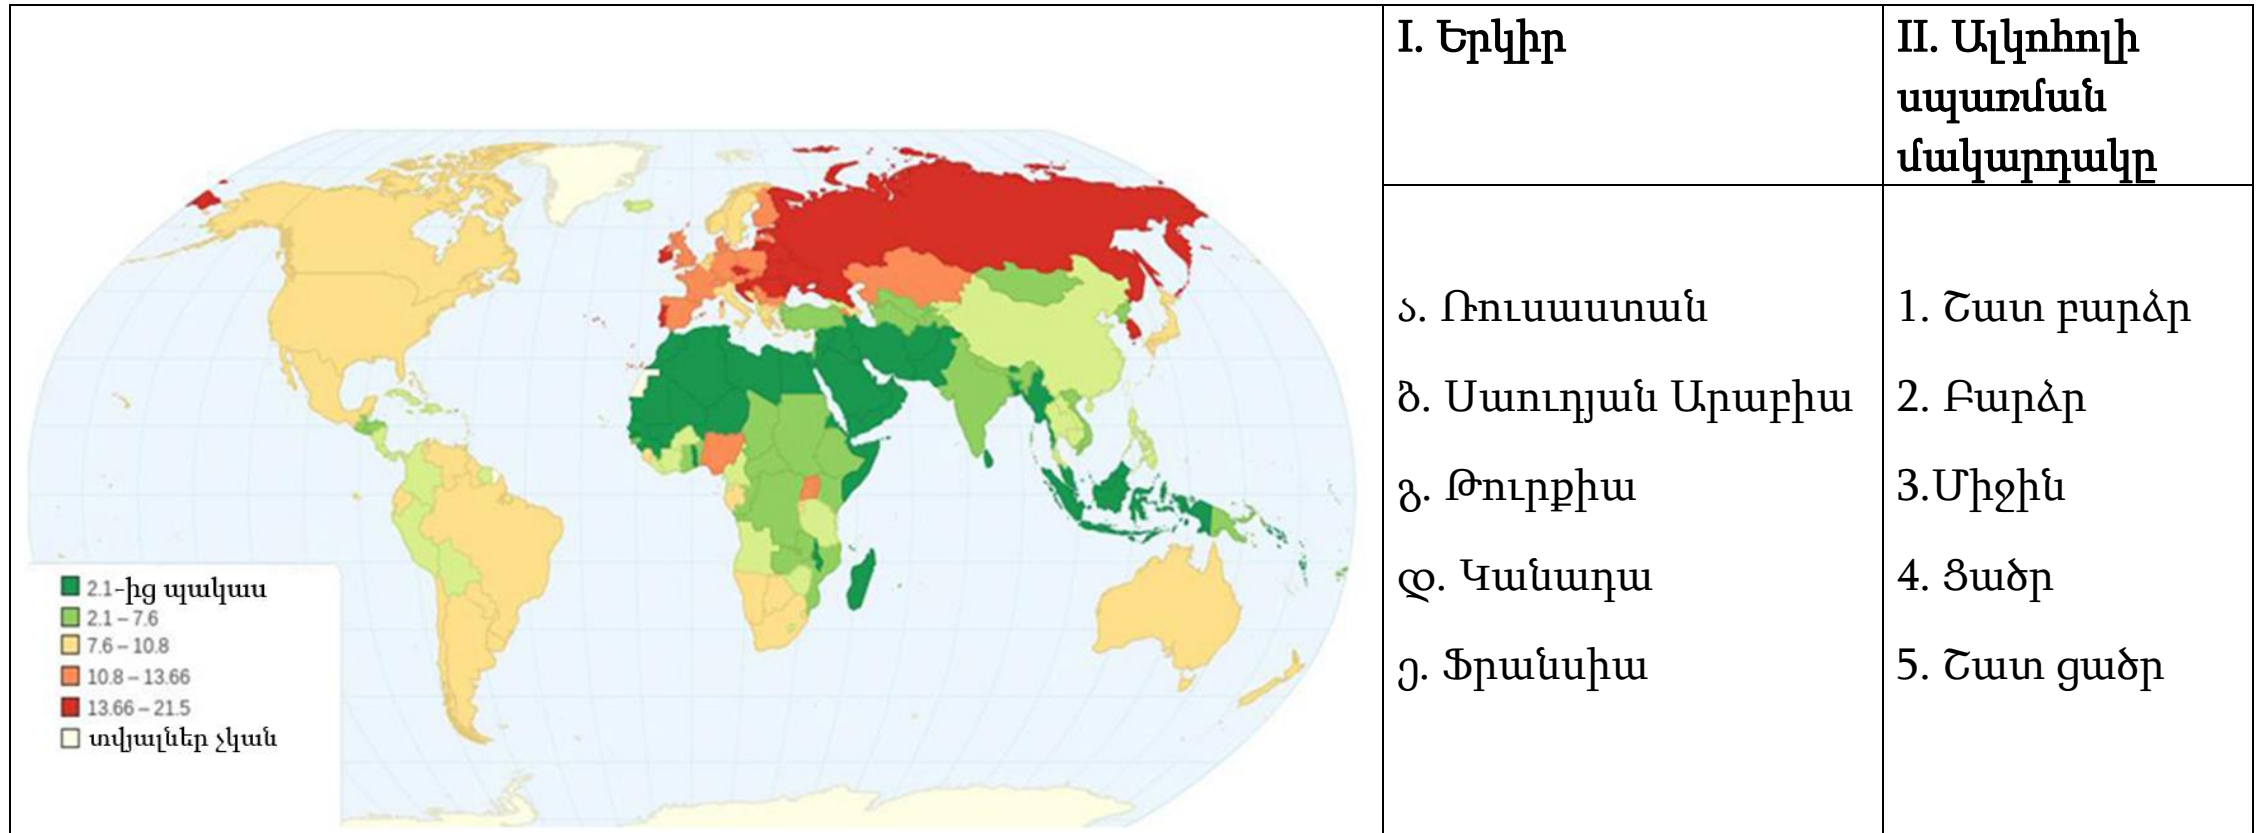 I. Երկիր
II. Ալկոհոլի
սպառման
մակարդակը
ა. Ռուսաստան
ბ. Սաուդյան Արաբիա
გ. Թուրքիա
დ. Կանադա
ე. Ֆրանսիա
1. Շատ բարձր
2. Բարձր
3.Միջին
4. Ցածր
5. Շատ ցածր
2.1-ից պակաս
2.1 – 7.6
7.6 – 10.8
10.8 – 13.66
13.66 – 21.5
տվյալներ չկան